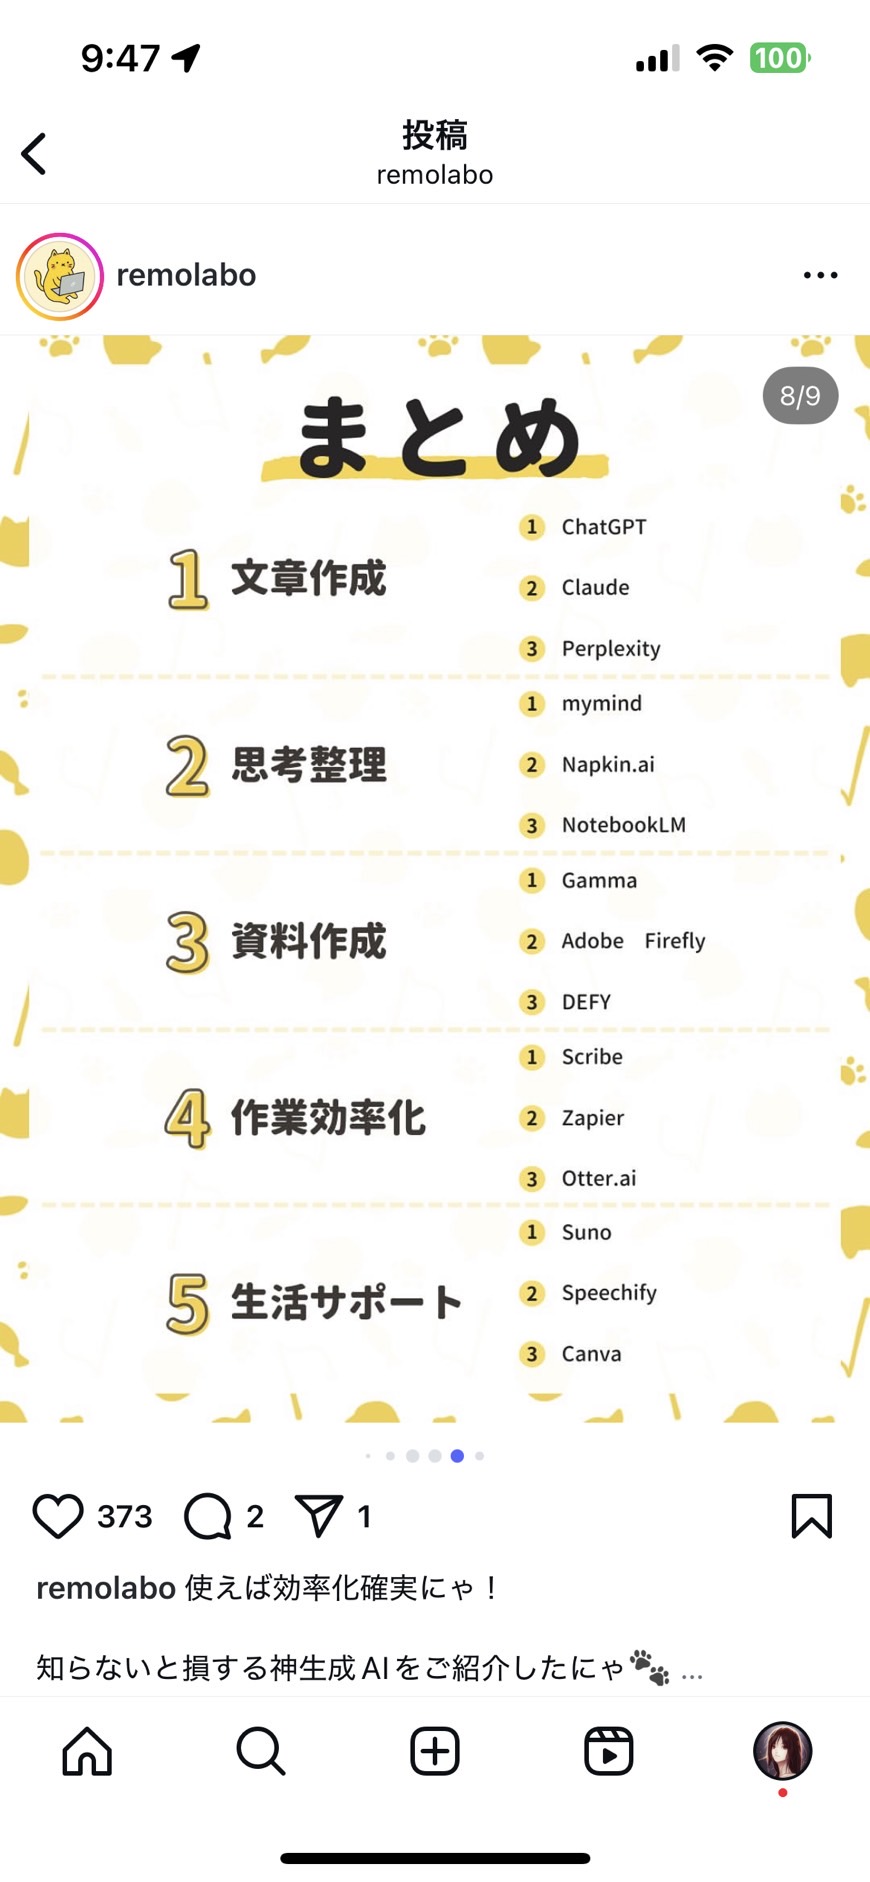 9:47
100
投稿
remolabo
remolabo
8/9
まとめ
1 文章作成
1 ChatGPT
2 Claude
3 Perplexity
2 思考整理
1 mymind
2 Napkin.ai
3 NotebookLM
3 資料作成
1 Gamma
2 Adobe Firefly
3 DEFY
4 作業効率化
1 Scribe
2 Zapier
3 Otter.ai
5 生活サポート
1 Suno
2 Speechify
3 Canva
373 2 1
remolabo 使えば効率化確実にゃ！
知らないと損する神生成AIをご紹介したにゃ🐾 ...